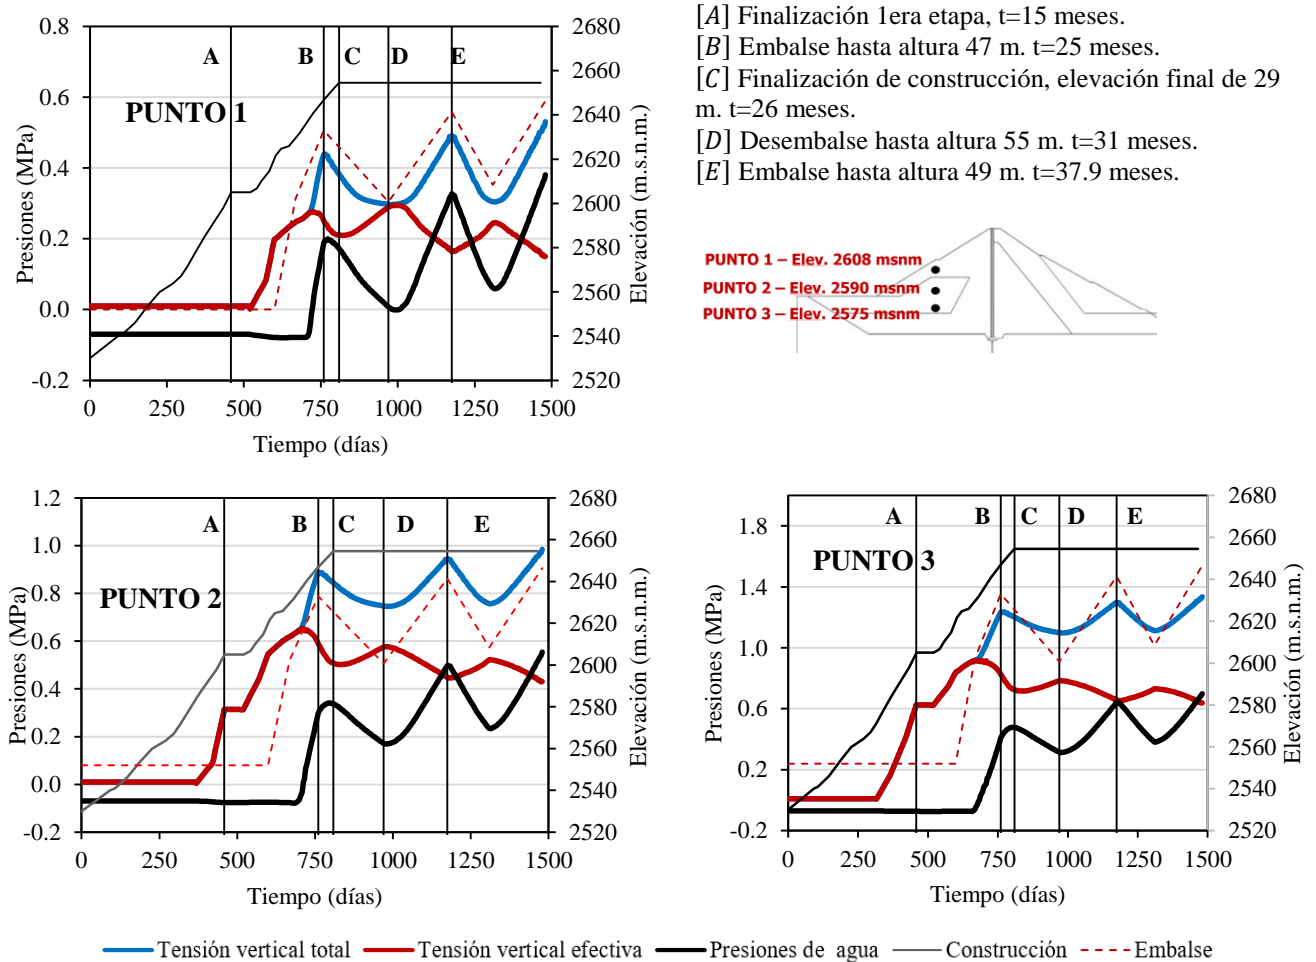 [A] Finalización 1era etapa, t=15 meses.
[B] Embalse hasta altura 47 m. t=25 meses.
[C] Finalización de construcción, elevación final de 29
m. t=26 meses.
[D] Desembalse hasta altura 55 m. t=31 meses.
[E] Embalse hasta altura 49 m. t=37.9 meses.
PUNTO 1 – Elev. 2608 msnm
PUNTO 2 – Elev. 2590 msnm
PUNTO 3 – Elev. 2575 msnm
PUNTO 1
A B C D E
Presiones (MPa)
0.8
0.6
0.4
0.2
0.0
-0.2
Elevación (m.s.n.m.)
2680
2660
2640
2620
2600
2580
2560
2540
2520
0 250 500 750 1000 1250 1500
Tiempo (días)
PUNTO 2
A B C D E
Presiones (MPa)
1.2
1.0
0.8
0.6
0.4
0.2
0.0
-0.2
Elevación (m.s.n.m.)
2680
2660
2640
2620
2600
2580
2560
2540
2520
0 250 500 750 1000 1250 1500
Tiempo (días)
PUNTO 3
A B C D E
Presiones (MPa)
1.8
1.4
1.0
0.6
0.2
-0.2
Elevación (m.s.n.m.)
2680
2660
2640
2620
2600
2580
2560
2540
2520
0 250 500 750 1000 1250 1500
Tiempo (días)
Tensión vertical total Tensión vertical efectiva Presiones de agua Construcción Embalse